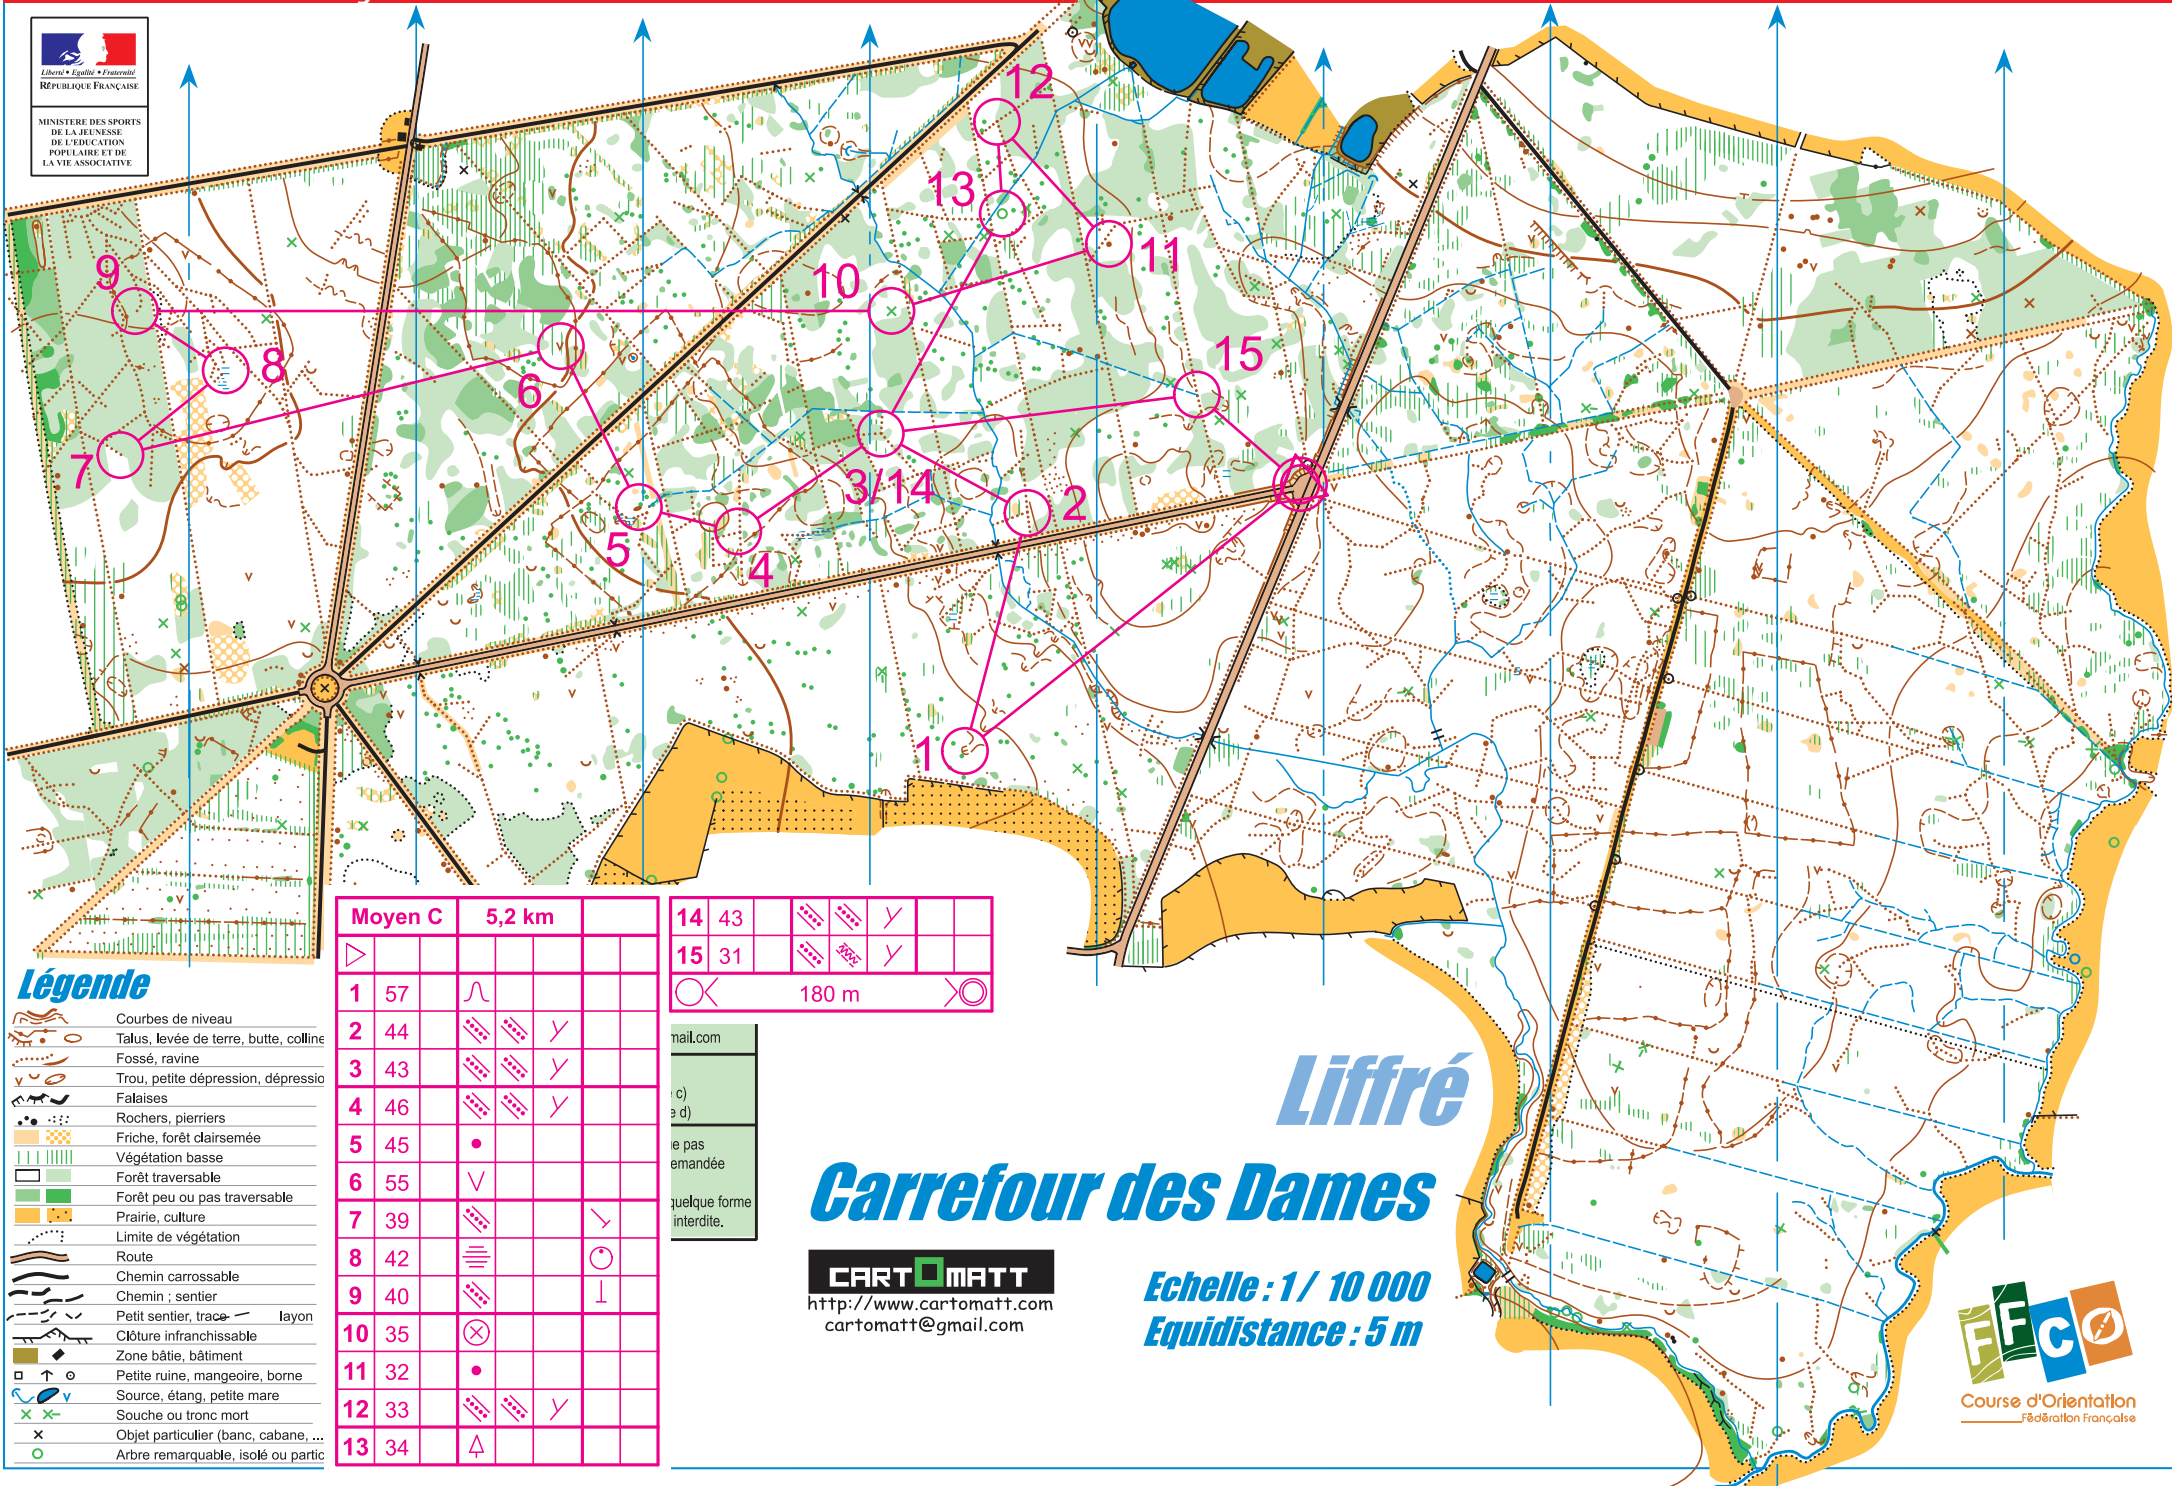 Liberté • Egalité • Fraternité
RÉPUBLIQUE FRANÇAISE
MINISTERE DES SPORTS
DE LA JEUNESSE
DE L'EDUCATION
POPULAIRE ET DE
LA VIE ASSOCIATIVE
12
13
9
10
11
8
6
15
7
3/14
2
5
4
1
Légende
Courbes de niveau
Talus, levée de terre, butte, colline
Fossé, ravine
Trou, petite dépression, dépressio
Falaises
Rochers, pierriers
Friche, forêt clairsemée
Végétation basse
Forêt traversable
Forêt peu ou pas traversable
Prairie, culture
Limite de végétation
Route
Chemin carrossable
Chemin ; sentier
Petit sentier, trace layon
Clôture infranchissable
Zone bâtie, bâtiment
Petite ruine, mangeoire, borne
Source, étang, petite mare
Souche ou tronc mort
Objet particulier (banc, cabane, ...
Arbre remarquable, isolé ou partic
Moyen C 5,2 km
1 57
2 44
3 43
4 46
5 45
6 55
7 39
8 42
9 40
10 35
11 32
12 33
13 34
14 43
15 31
180 m
mail.com
c)
e d)
e pas
emandée
quelque forme
interdite.
Liffré
Carrefour des Dames
CARTOMATT
http://www.cartomatt.com
cartomatt@gmail.com
Echelle : 1 / 10 000
Equidistance : 5 m
FFCO
Course d'Orientation
Fédération Française